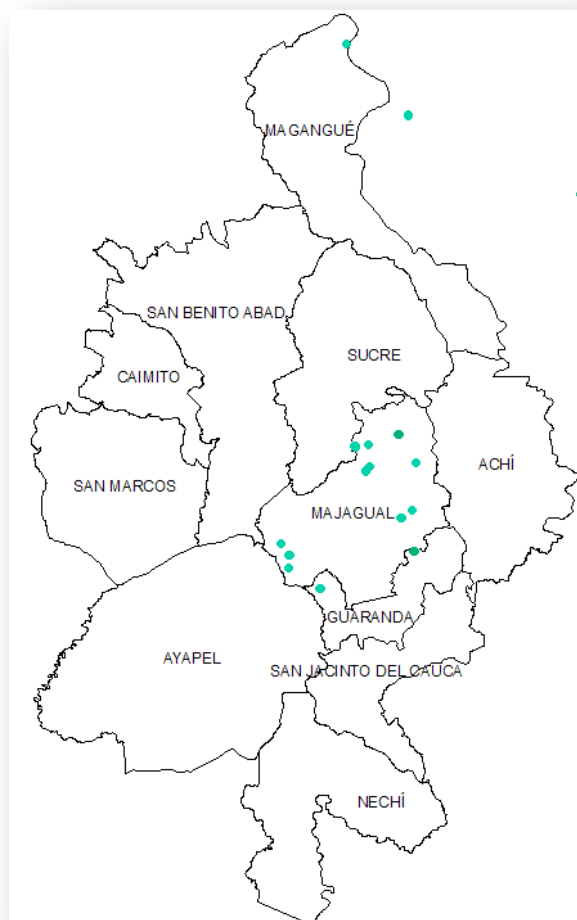 MAGANGUÉ
SAN BENITO ABAD
SUCRE
CAIMITO
ACHÍ
SAN MARCOS
MAJAGUAL
GUARANDA
AYAPEL
SAN JACINTO DEL CAUCA
NECHÍ